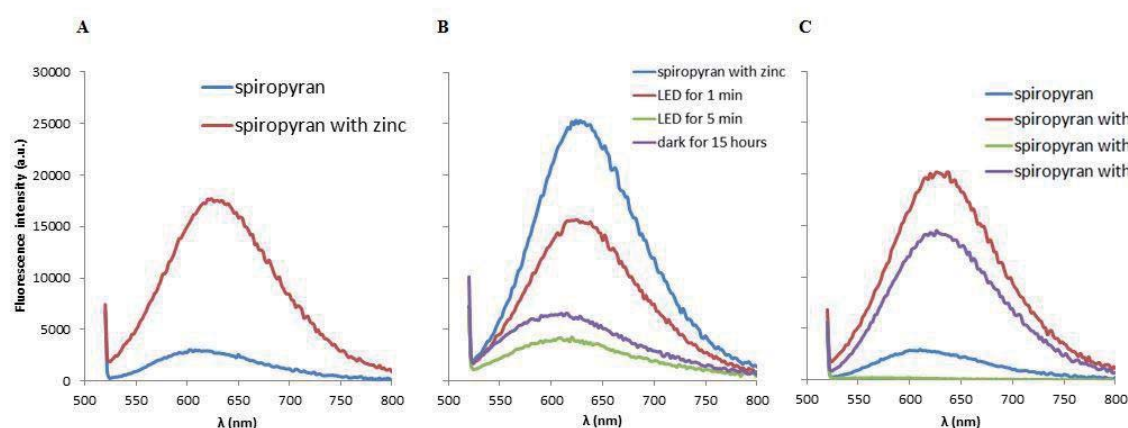 A
B
C
Fluorescence intensity (a.u.)
30000
25000
20000
15000
10000
5000
0
spiropyran
spiropyran with zinc
500 550 600 650 700 750 800
λ (nm)
spiropyran with zinc
LED for 1 min
LED for 5 min
dark for 15 hours
500 550 600 650 700 750 800
λ (nm)
spiropyran
spiropyran with
spiropyran with
spiropyran with
500 550 600 650 700 750 800
λ (nm)